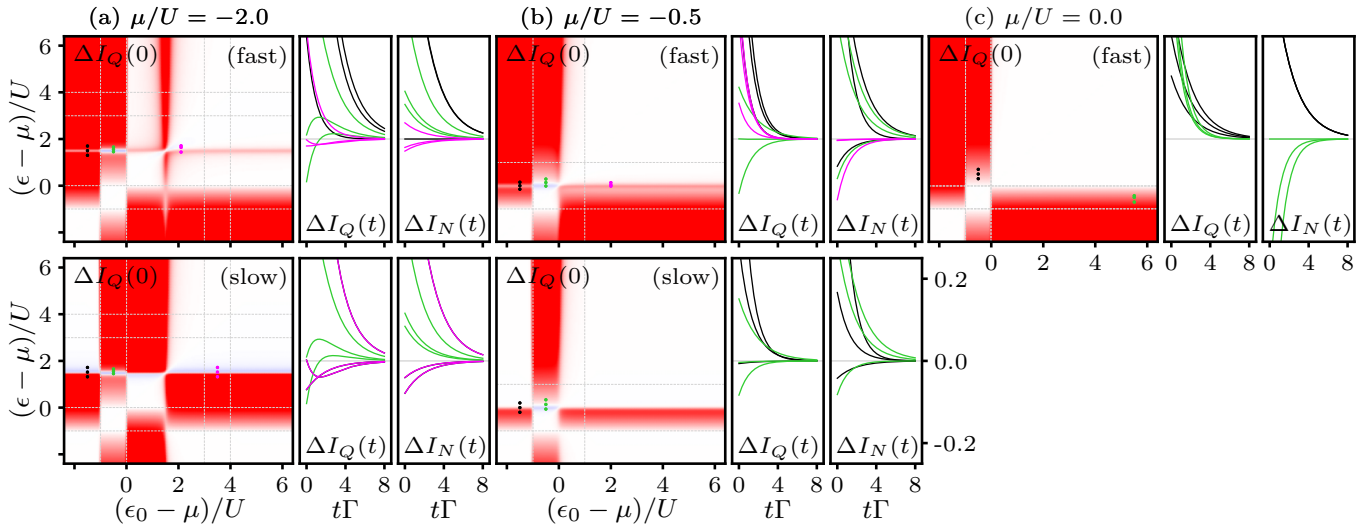 (a) μ/U = −2.0
(b) μ/U = −0.5
(c) μ/U = 0.0
(ϵ − μ)/U
6
4
2
0
ΔI_Q(0) (fast)
ΔI_Q(t)
ΔI_N(t)
ΔI_Q(0) (fast)
ΔI_Q(t)
ΔI_N(t)
ΔI_Q(0) (fast)
0 2 4 6
ΔI_Q(t)
0 4 8
ΔI_N(t)
0 4 8
(ϵ − μ)/U
6
4
2
0
ΔI_Q(0) (slow)
0 2 4 6
(ϵ₀ − μ)/U
ΔI_Q(t)
0 4 8
tΓ
ΔI_N(t)
0 4 8
ΔI_Q(0) (slow)
0 2 4 6
(ϵ₀ − μ)/U
ΔI_Q(t)
0 4 8
tΓ
ΔI_N(t)
0 4 8
tΓ
0.2
0.0
-0.2